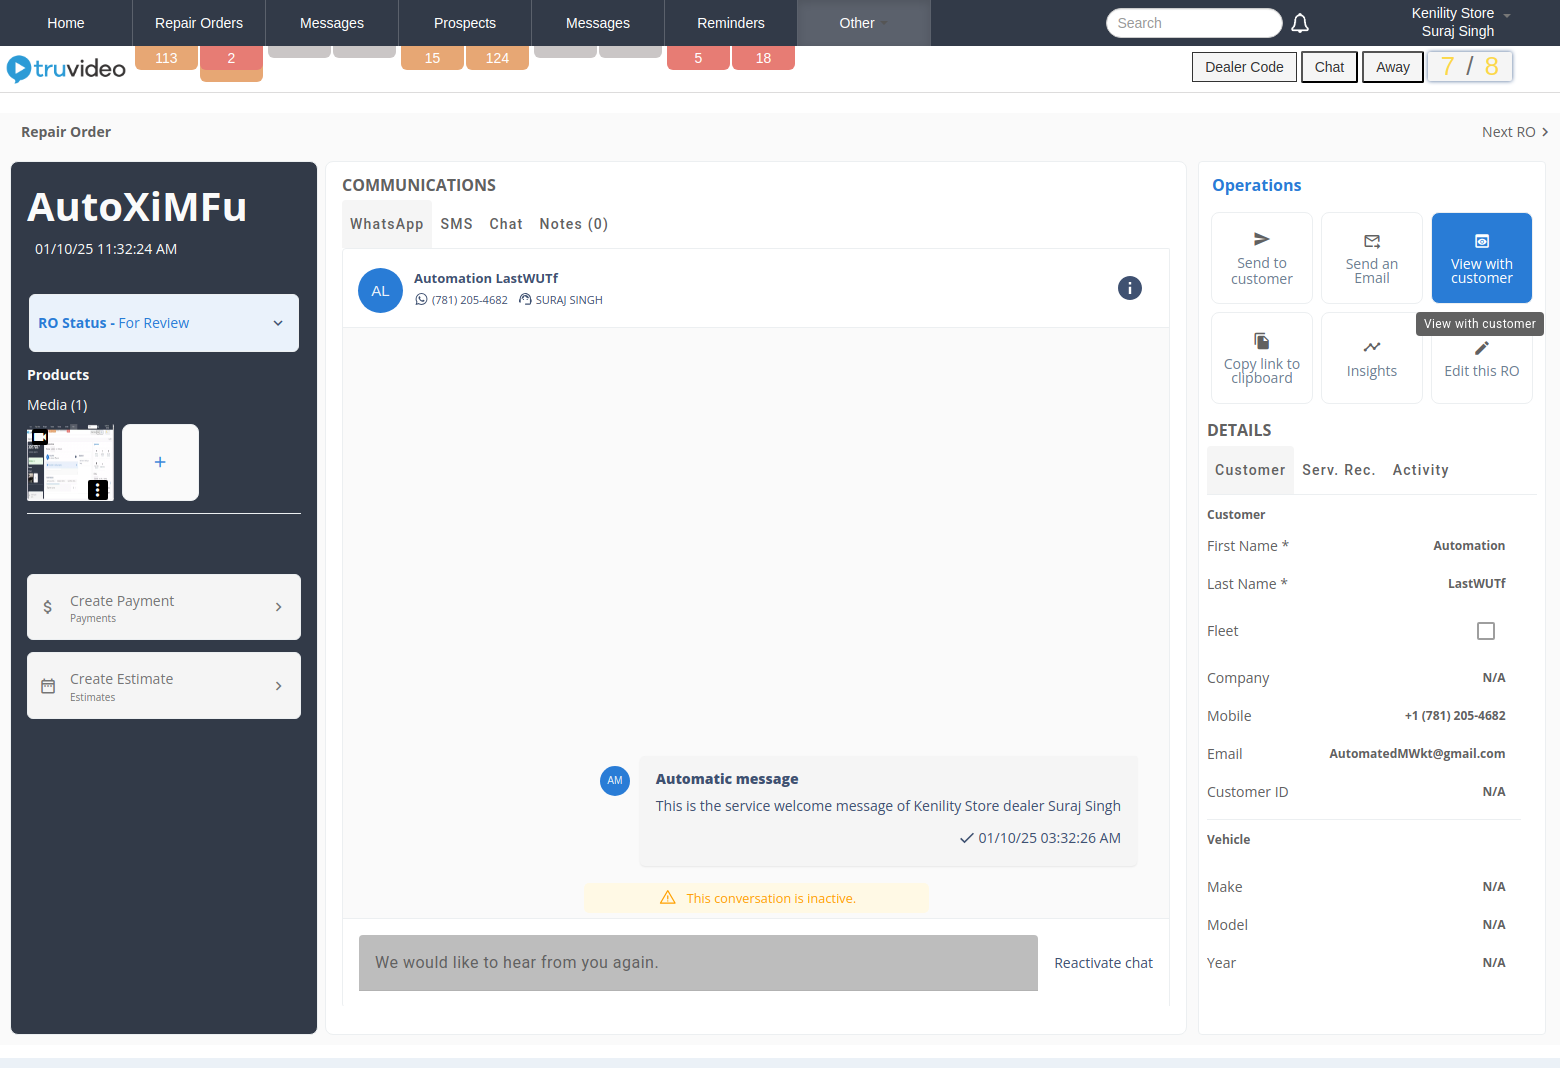 Home
Repair Orders
Messages
Prospects
Messages
Reminders
Other
Search
Kenility Store
Suraj Singh
truvideo
113
2
15
124
5
18
Dealer Code
Chat
Away
7 / 8
Repair Order
Next RO
AutoXiMFu
01/10/25 11:32:24 AM
RO Status - For Review
Products
Media (1)
+
Create Payment
Payments
Create Estimate
Estimates
COMMUNICATIONS
WhatsApp
SMS
Chat
Notes (0)
AL
Automation LastWUTf
(781) 205-4682
SURAJ SINGH
AM
Automatic message
This is the service welcome message of Kenility Store dealer Suraj Singh
01/10/25 03:32:26 AM
This conversation is inactive.
We would like to hear from you again.
Reactivate chat
Operations
Send to
customer
Send an
Email
View with
customer
View with customer
Copy link to
clipboard
Insights
Edit this RO
DETAILS
Customer
Serv. Rec.
Activity
Customer
First Name * Automation
Last Name * LastWUTf
Fleet
Company N/A
Mobile +1 (781) 205-4682
Email AutomatedMWkt@gmail.com
Customer ID N/A
Vehicle
Make N/A
Model N/A
Year N/A